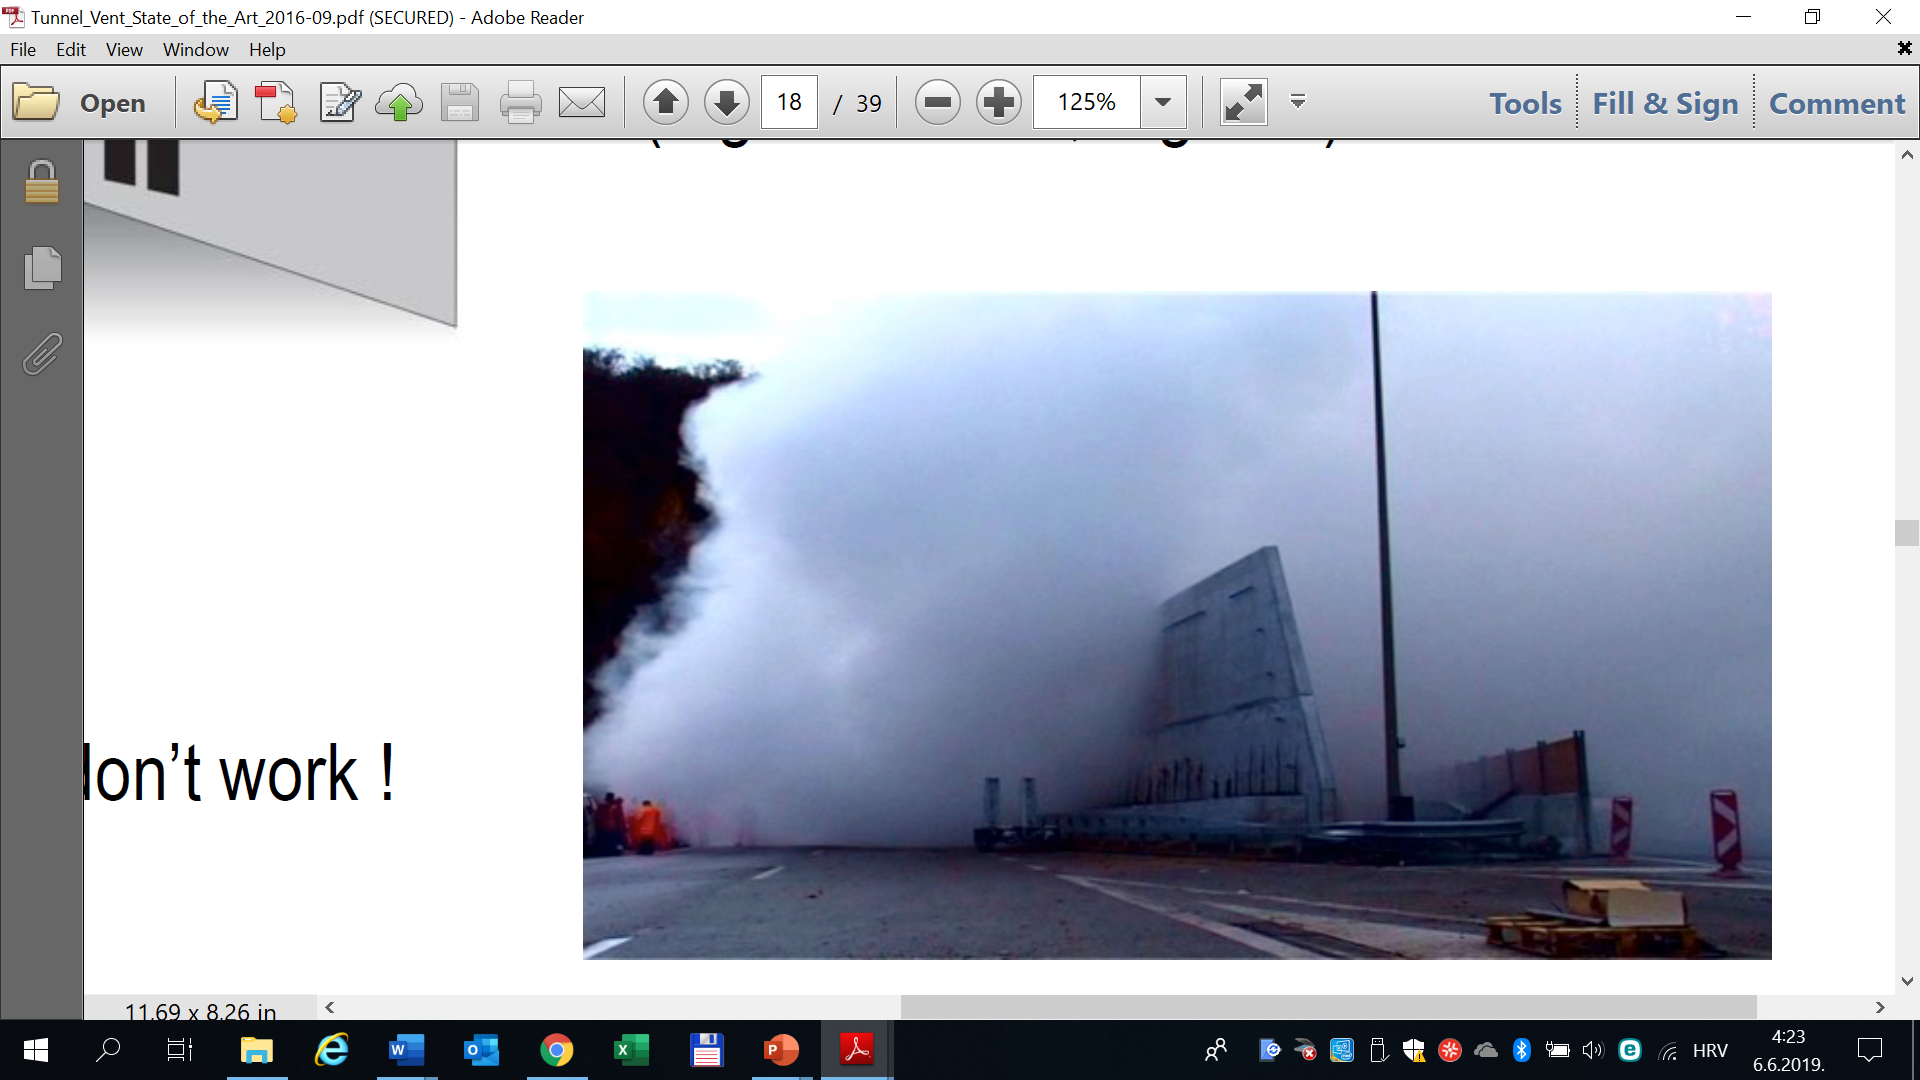 Tunnel_Vent_State_of_the_Art_2016-09.pdf (SECURED) - Adobe Reader
File Edit View Window Help
Open 18 / 39 125% Tools Fill & Sign Comment
don't work !
11,69 x 8,26 in
4:23
HRV
6.6.2019.